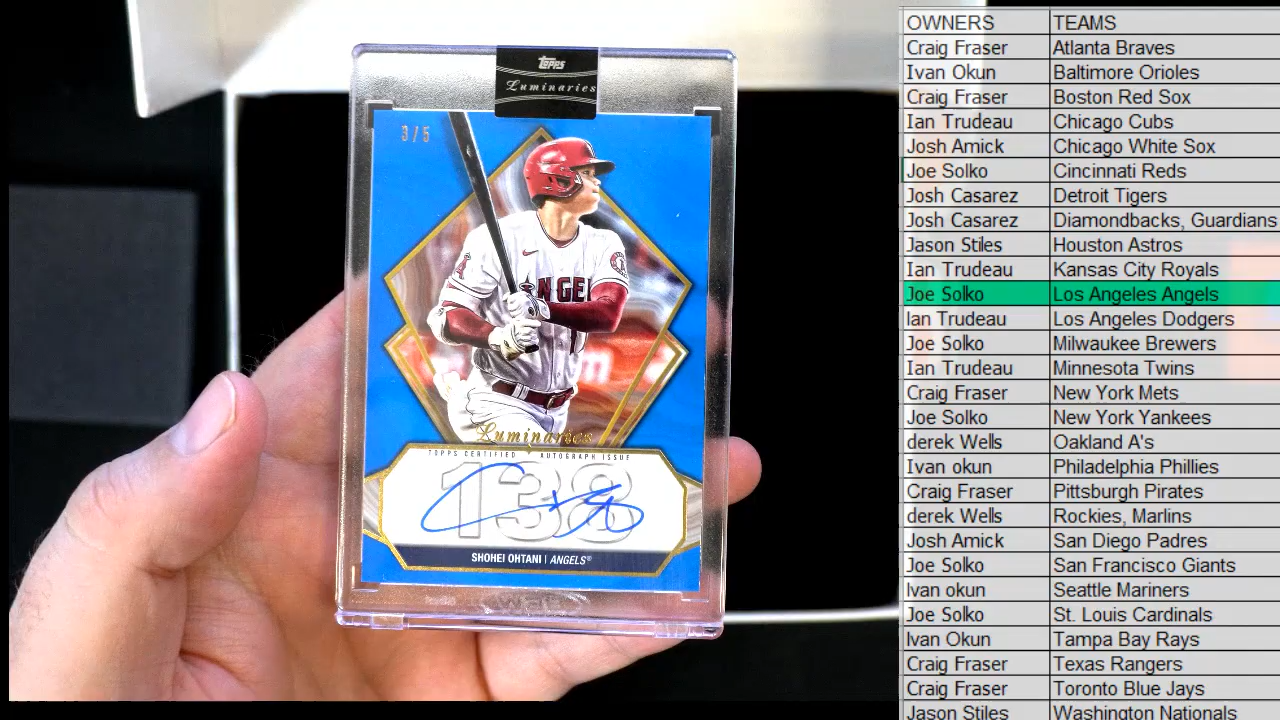 topps
Luminaries
3/5
ANGEL
Luminaries
TOPPS CERTIFIED AUTOGRAPH ISSUE
138
SHOHEI OHTANI | ANGELS®
OWNERS TEAMS
Craig Fraser Atlanta Braves
Ivan Okun Baltimore Orioles
Craig Fraser Boston Red Sox
Ian Trudeau Chicago Cubs
Josh Amick Chicago White Sox
Joe Solko Cincinnati Reds
Josh Casarez Detroit Tigers
Josh Casarez Diamondbacks, Guardians
Jason Stiles Houston Astros
Ian Trudeau Kansas City Royals
Joe Solko Los Angeles Angels
Ian Trudeau Los Angeles Dodgers
Joe Solko Milwaukee Brewers
Ian Trudeau Minnesota Twins
Craig Fraser New York Mets
Joe Solko New York Yankees
derek Wells Oakland A's
Ivan okun Philadelphia Phillies
Craig Fraser Pittsburgh Pirates
derek Wells Rockies, Marlins
Josh Amick San Diego Padres
Joe Solko San Francisco Giants
Ivan okun Seattle Mariners
Joe Solko St. Louis Cardinals
Ivan Okun Tampa Bay Rays
Craig Fraser Texas Rangers
Craig Fraser Toronto Blue Jays
Jason Stiles Washington Nationals